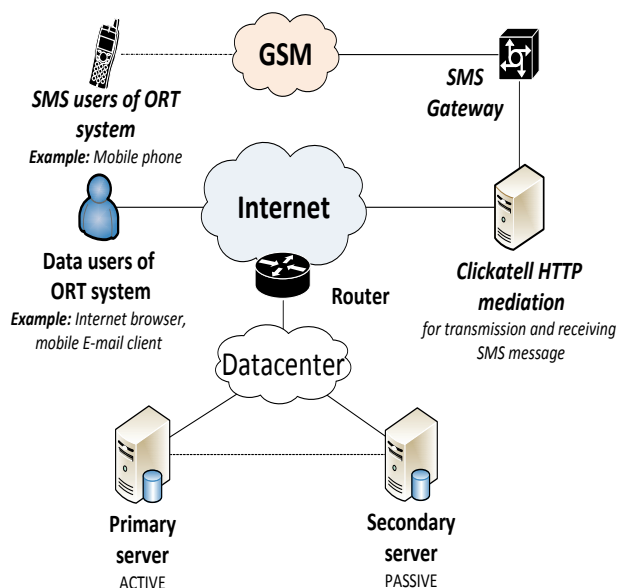 GSM
SMS users of ORT
system
Example: Mobile phone
SMS
Gateway
Internet
Data users of
ORT system
Example: Internet browser,
mobile E-mail client
Router
Clickatell HTTP
mediation
for transmission and receiving
SMS message
Datacenter
Primary
server
ACTIVE
Secondary
server
PASSIVE